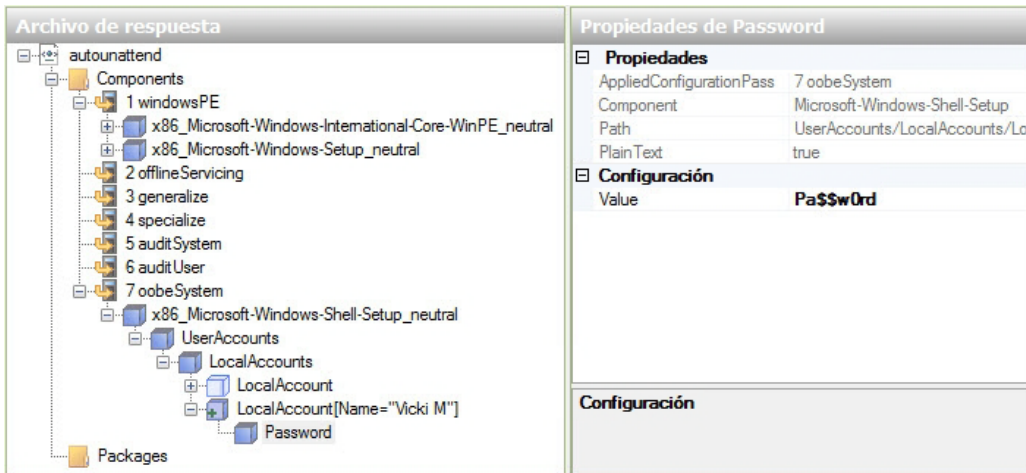 Archivo de respuesta
autounattend
Components
1 windowsPE
x86_Microsoft-Windows-International-Core-WinPE_neutral
x86_Microsoft-Windows-Setup_neutral
2 offlineServicing
3 generalize
4 specialize
5 auditSystem
6 auditUser
7 oobeSystem
x86_Microsoft-Windows-Shell-Setup_neutral
UserAccounts
LocalAccounts
LocalAccount
LocalAccount[Name="Vicki M"]
Password
Packages
Propiedades de Password
Propiedades
AppliedConfigurationPass 7 oobeSystem
Component Microsoft-Windows-Shell-Setup
Path UserAccounts/LocalAccounts/Lo
PlainText true
Configuración
Value Pa$$w0rd
Configuración